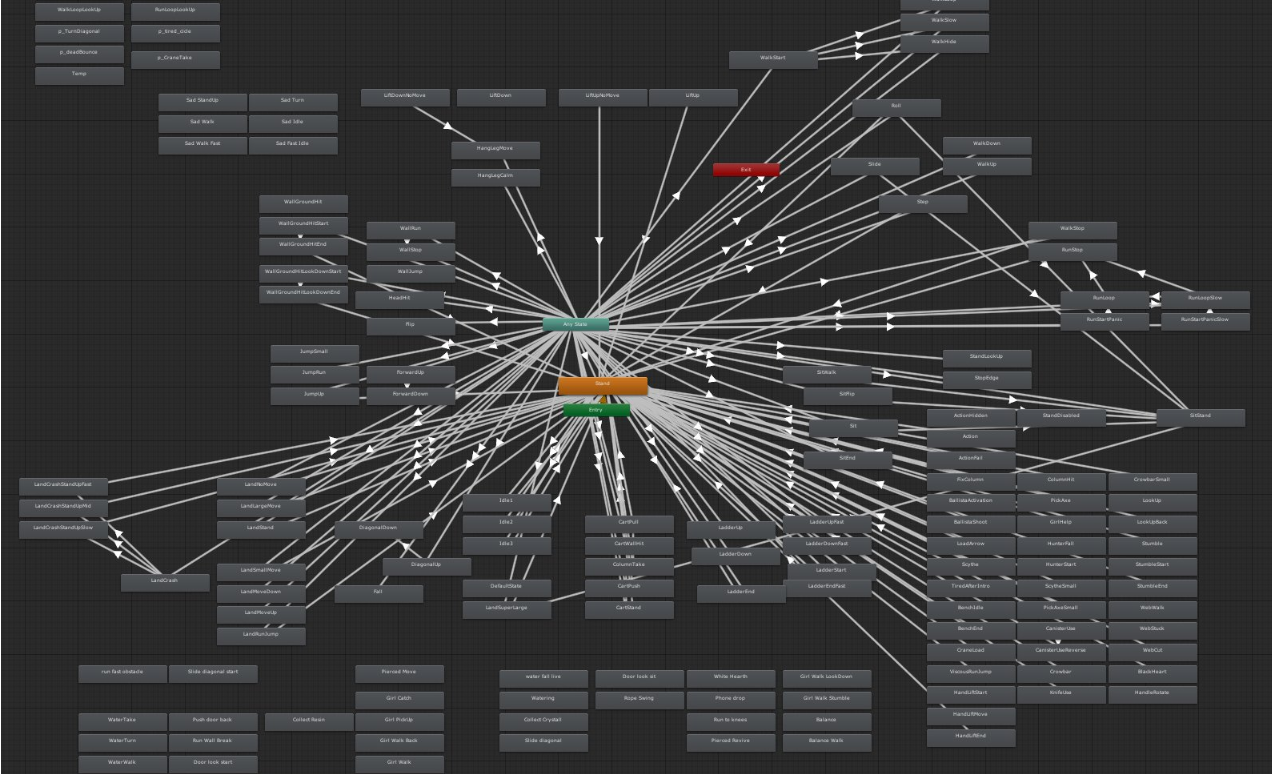 WalkLoopLookUp
RunLoopLookUp
p_TurnDiagonal
p_tired_side
p_deadBounce
p_CraneTake
Temp
WalkSlow
WalkHide
WalkStart
Sad StandUp
Sad Turn
Sad Walk
Sad Idle
Sad Walk Fast
Sad Fast Idle
LiftDownNoMove
LiftDown
LiftUpNoMove
LiftUp
HangLegMove
HangLegCalm
Exit
Slide
Step
WalkDown
WalkUp
WalkStop
RunStop
RunLoop
RunLoopSlow
RunStartPanic
RunStartPanicSlow
WallGroundHit
WallGroundHitStart
WallGroundHitEnd
WallGroundHitLookDownStart
WallGroundHitLookDownEnd
WallRun
WallStop
WallJump
HeadHit
Flip
Any State
Stand
Entry
JumpSmall
JumpRun
JumpUp
ForwardUp
ForwardDown
StandLookUp
StopEdge
SitWalk
SitFlip
Sit
SitEnd
SitStand
ActionHidden
StandDisabled
Action
ActionFail
LandCrashStandUpFast
LandCrashStandUpMid
LandCrashStandUpSlow
LandCrash
LandNoMove
LandLargeMove
LandStand
LandSmallMove
LandMoveDown
LandMoveUp
LandRunJump
DiagonalDown
DiagonalUp
Fall
Idle1
Idle2
Idle3
DefaultState
LandSuperLarge
CartPull
CartWallHit
ColumnTake
CartPush
CartStand
LadderUp
LadderDown
LadderEnd
LadderUpFast
LadderDownFast
LadderStart
LadderEndFast
FixColumn
ColumnHit
CrowbarSmall
BallistaActivation
PickAxe
LookUp
BallistaShoot
GirlHelp
LookUpBack
LoadArrow
HunterFall
Stumble
Scythe
HunterStart
StumbleStart
TiredAfterIntro
ScytheSmall
StumbleEnd
BenchIdle
PickAxeSmall
WebWalk
BenchEnd
CanisterUse
WebStuck
CraneLoad
CanisterUseReverse
WebCut
ViscousRunJump
Crowbar
BlackHeart
HandLiftStart
KnifeUse
HandleRotate
HandLiftMove
HandLiftEnd
run fast obstacle
Slide diagonal start
Pierced Move
Girl Catch
WaterTake
Push door back
Collect Resin
Girl PickUp
WaterTurn
Run Wall Break
Girl Walk Back
WaterWalk
Door look start
Girl Walk
water fall live
Door look sit
White Hearth
Girl Walk LookDown
Watering
Rope Swing
Phone drop
Girl Walk Stumble
Collect Crystall
Run to knees
Balance
Slide diagonal
Pierced Revive
Balance Walk